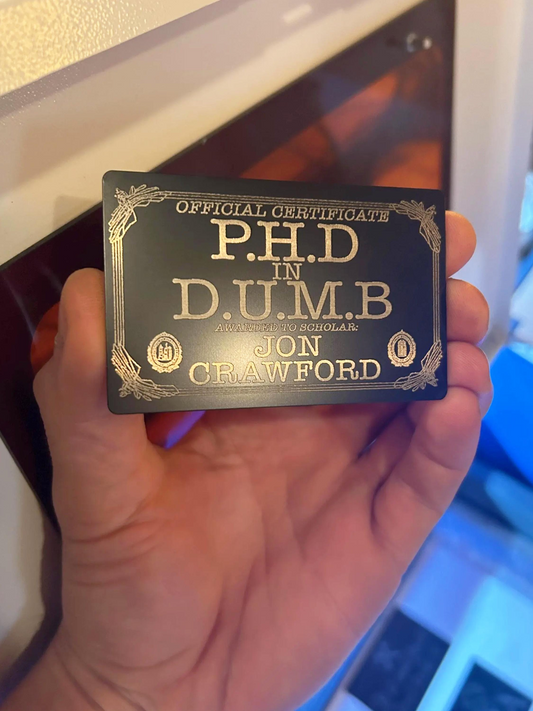 OFFICIAL CERTIFICATE
P.H.D
IN
D.U.M.B
AWARDED TO SCHOLAR:
JON
CRAWFORD